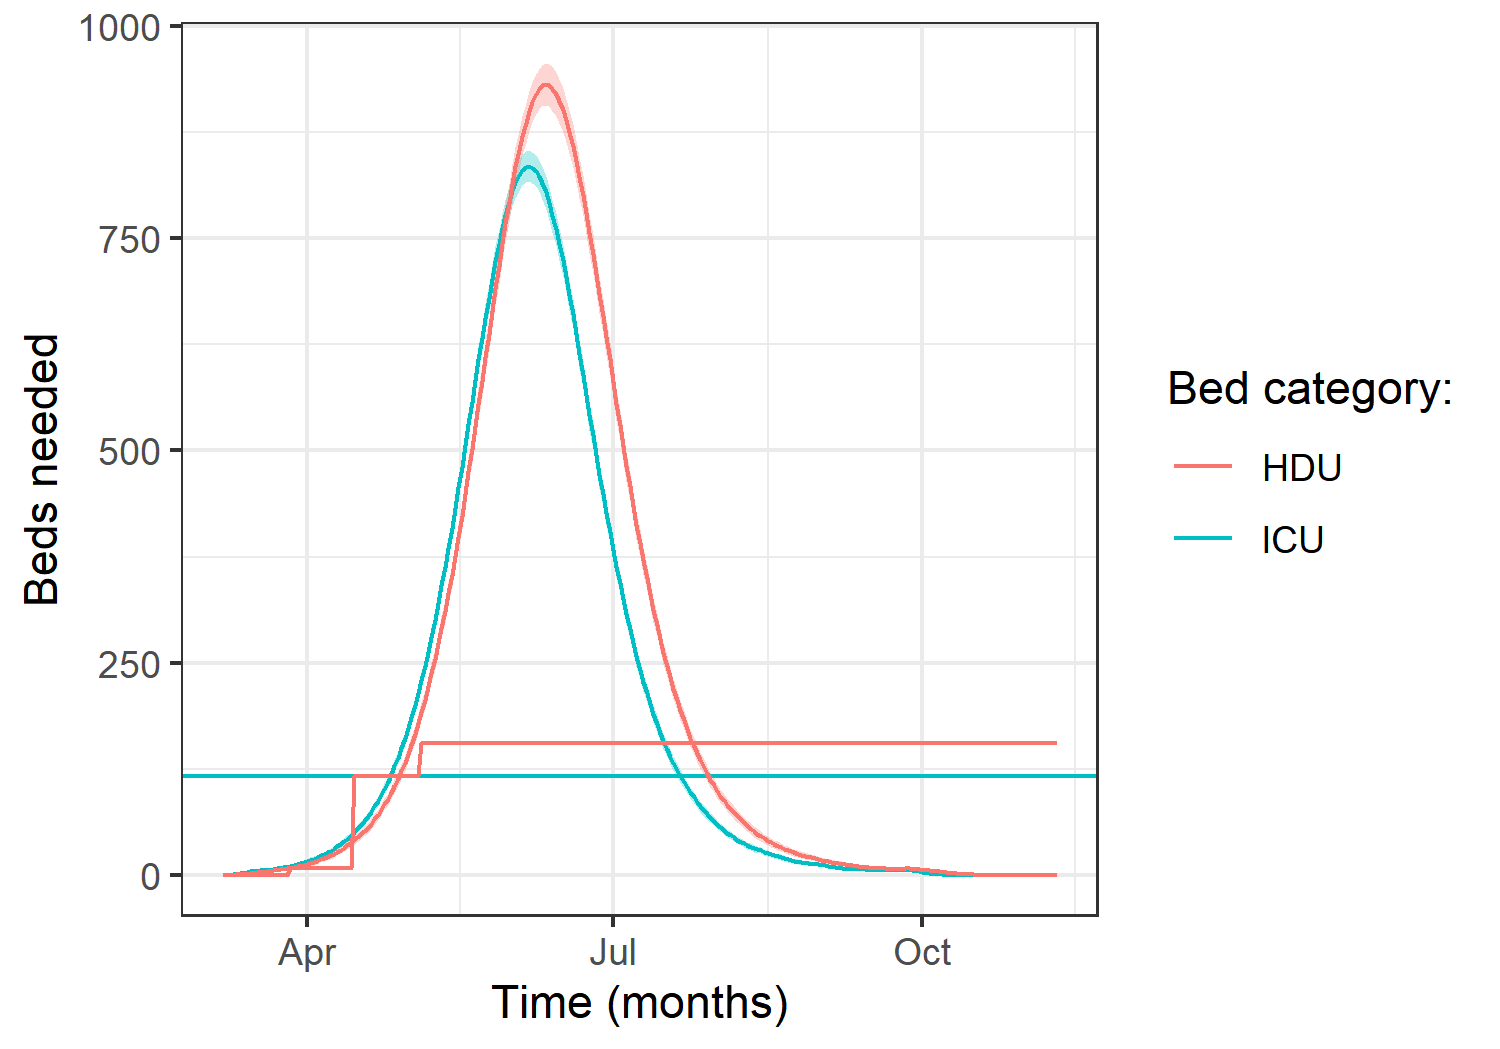 1000
750
500
250
0
Beds needed
Apr
Jul
Oct
Time (months)
Bed category:
HDU
ICU